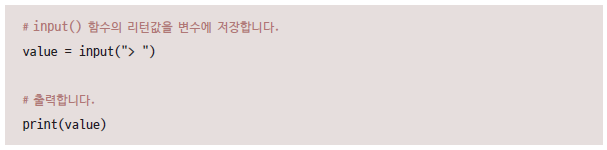 # input() 함수의 리턴값을 변수에 저장합니다.
value = input("> ")
# 출력합니다.
print(value)